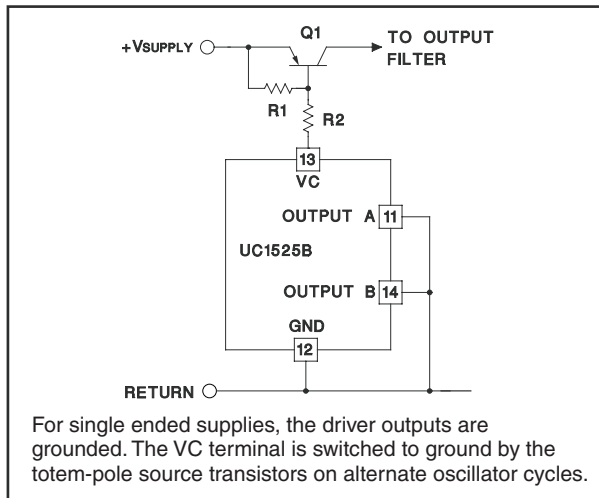 Q1
+VSUPPLY
TO OUTPUT
FILTER
R1
R2
13
VC
OUTPUT A 11
UC1525B
OUTPUT B 14
GND
12
RETURN
For single ended supplies, the driver outputs are
grounded. The VC terminal is switched to ground by the
totem-pole source transistors on alternate oscillator cycles.